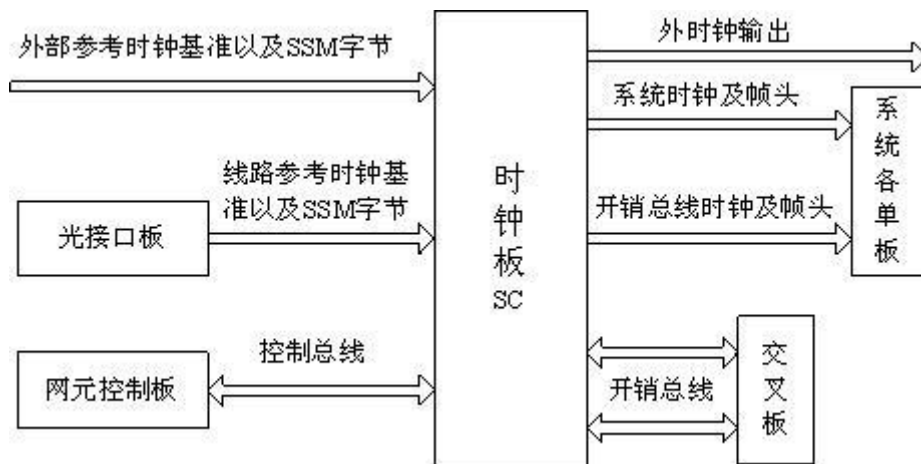 外部参考时钟基准以及SSM字节
外时钟输出
系统时钟及帧头
系统各单板
线路参考时钟基
准以及SSM字节
时钟板
SC
开销总线时钟及帧头
光接口板
控制总线
网元控制板
开销总线
交叉板